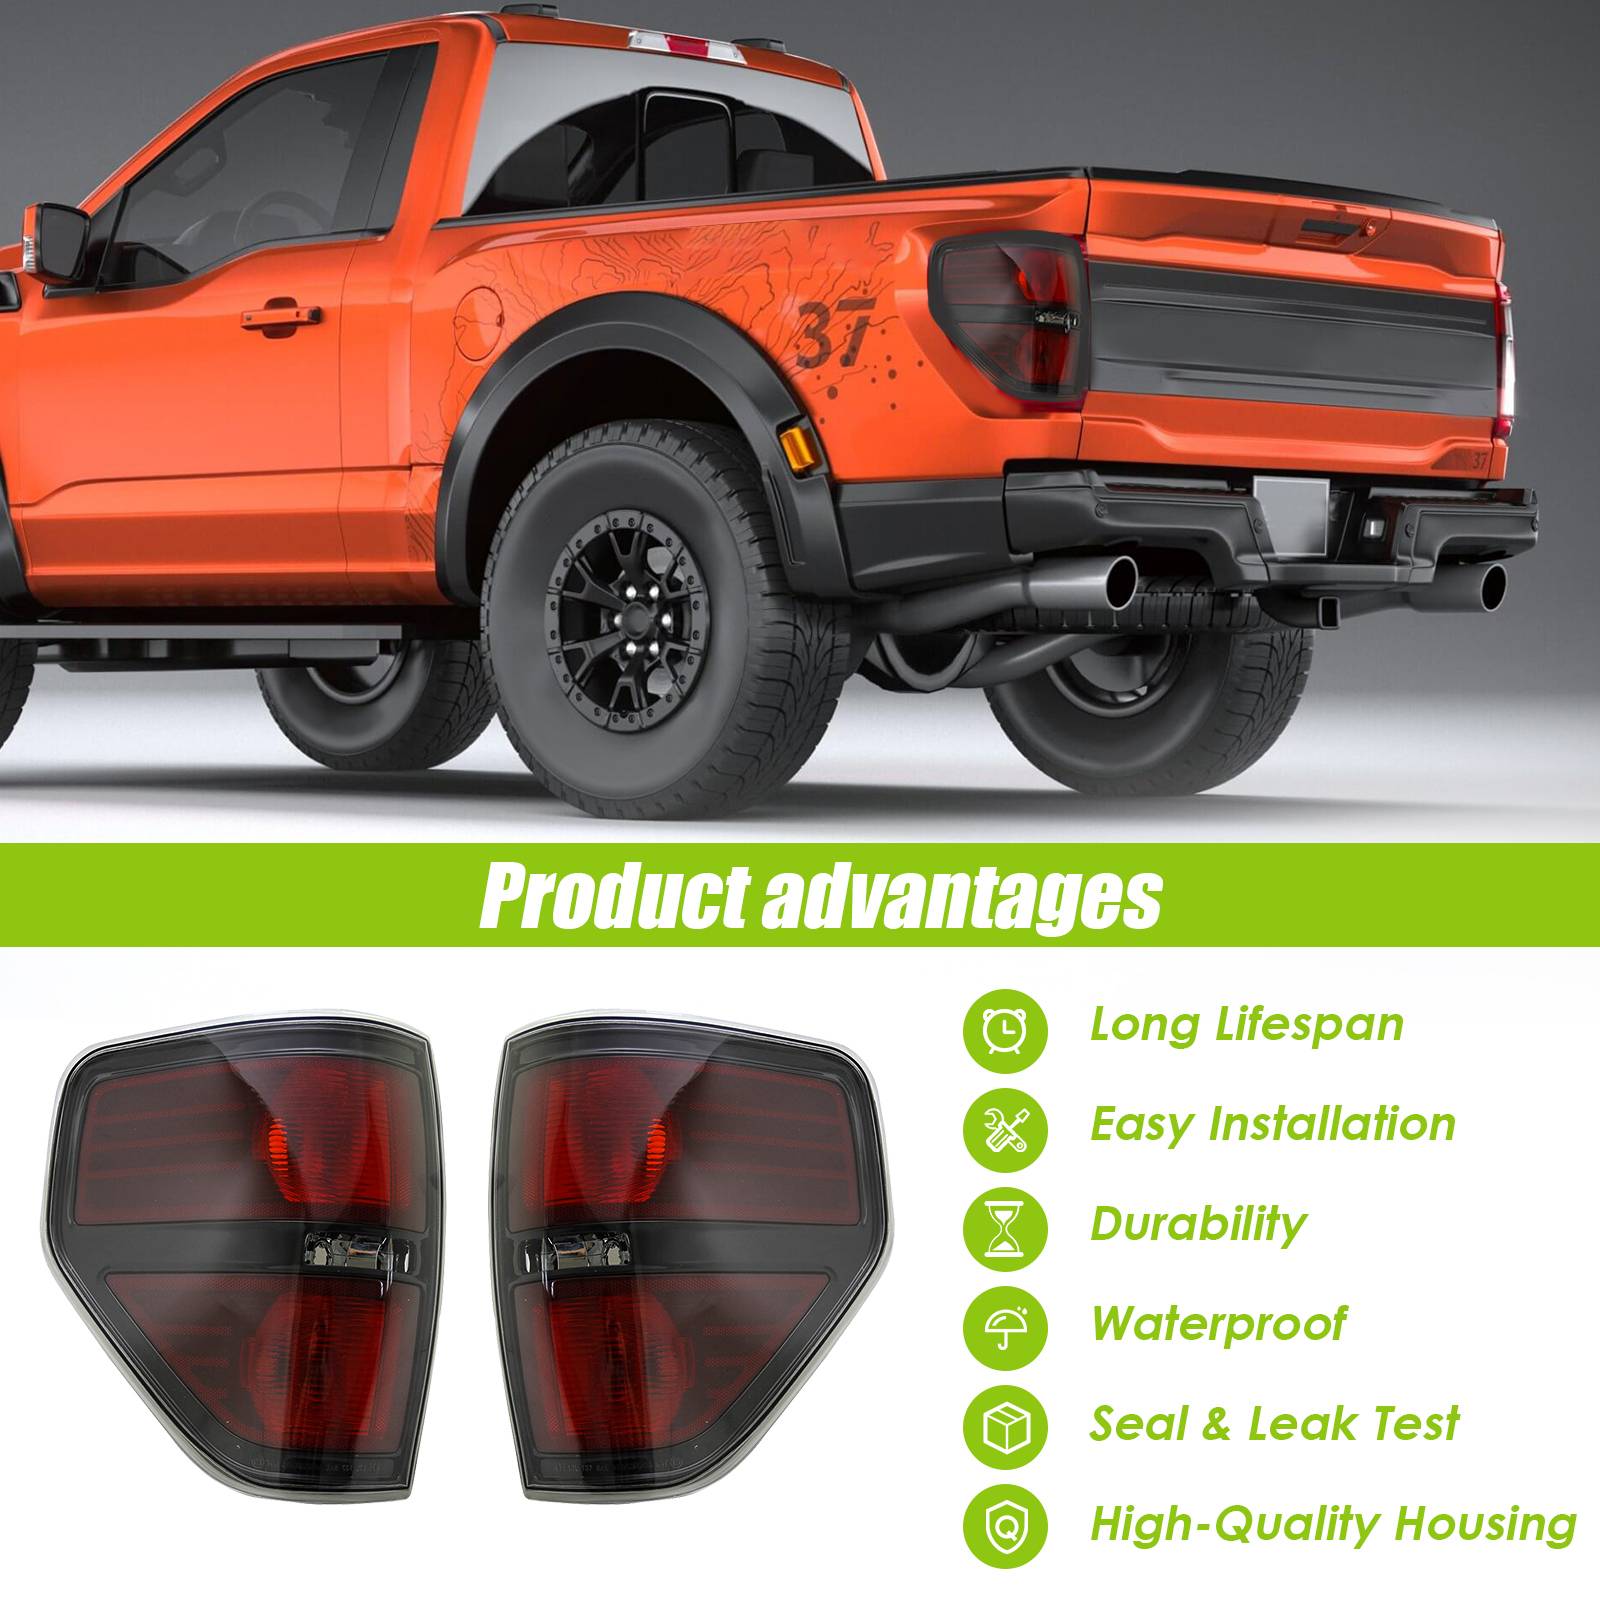 37
37
Product advantages
Long Lifespan
Easy Installation
Durability
Waterproof
Seal & Leak Test
Q
High-Quality Housing